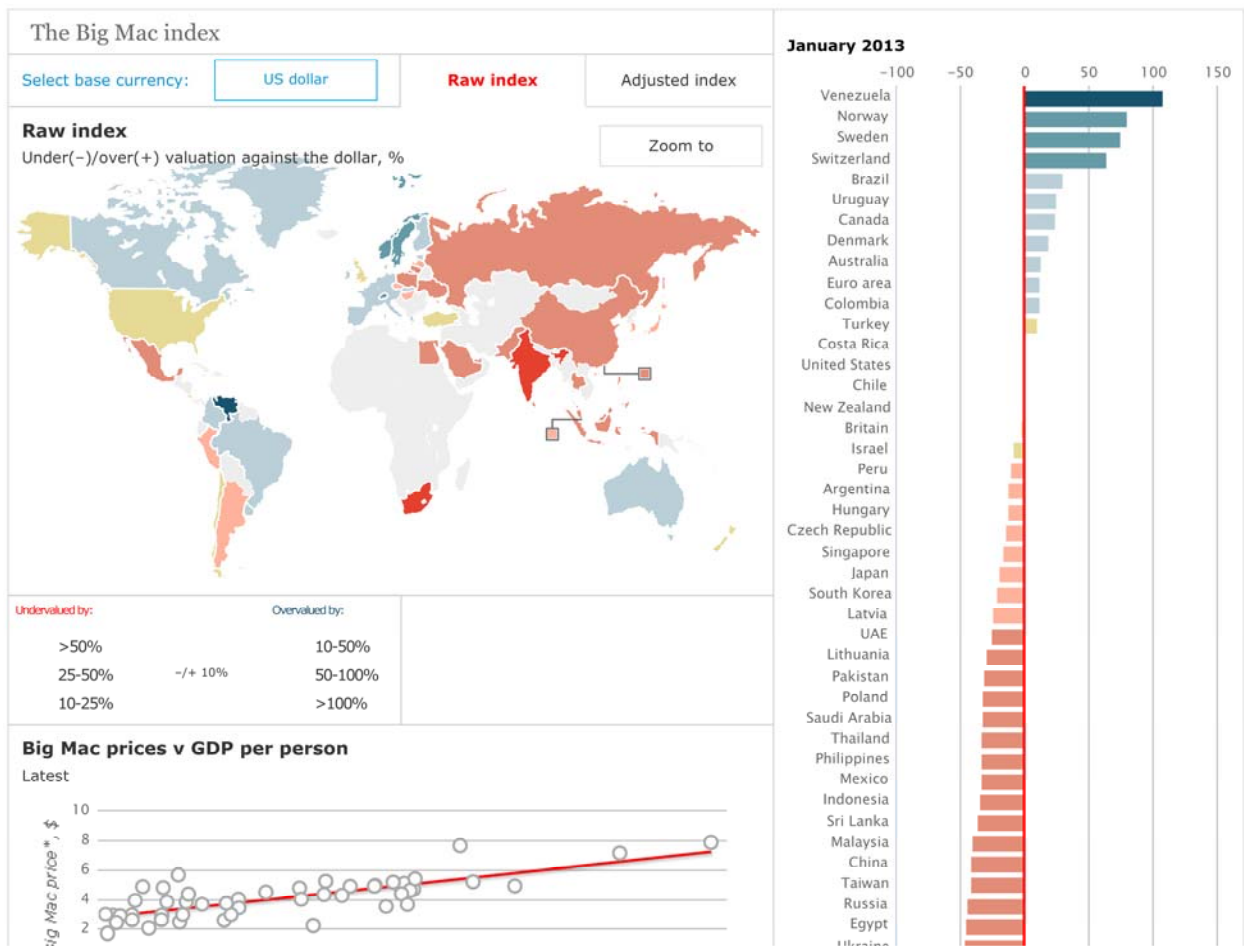 The Big Mac index
Select base currency:
US dollar
Raw index
Adjusted index
Raw index
Under(–)/over(+) valuation against the dollar, %
Zoom to
Undervalued by:
Overvalued by:
>50%
10-50%
25-50%
–/+ 10%
50-100%
10-25%
>100%
Big Mac prices v GDP per person
Latest
Big Mac price*, $
10
8
6
4
2
January 2013
–100
–50
0
50
100
150
Venezuela
Norway
Sweden
Switzerland
Brazil
Uruguay
Canada
Denmark
Australia
Euro area
Colombia
Turkey
Costa Rica
United States
Chile
New Zealand
Britain
Israel
Peru
Argentina
Hungary
Czech Republic
Singapore
Japan
South Korea
Latvia
UAE
Lithuania
Pakistan
Poland
Saudi Arabia
Thailand
Philippines
Mexico
Indonesia
Sri Lanka
Malaysia
China
Taiwan
Russia
Egypt
Ukraine